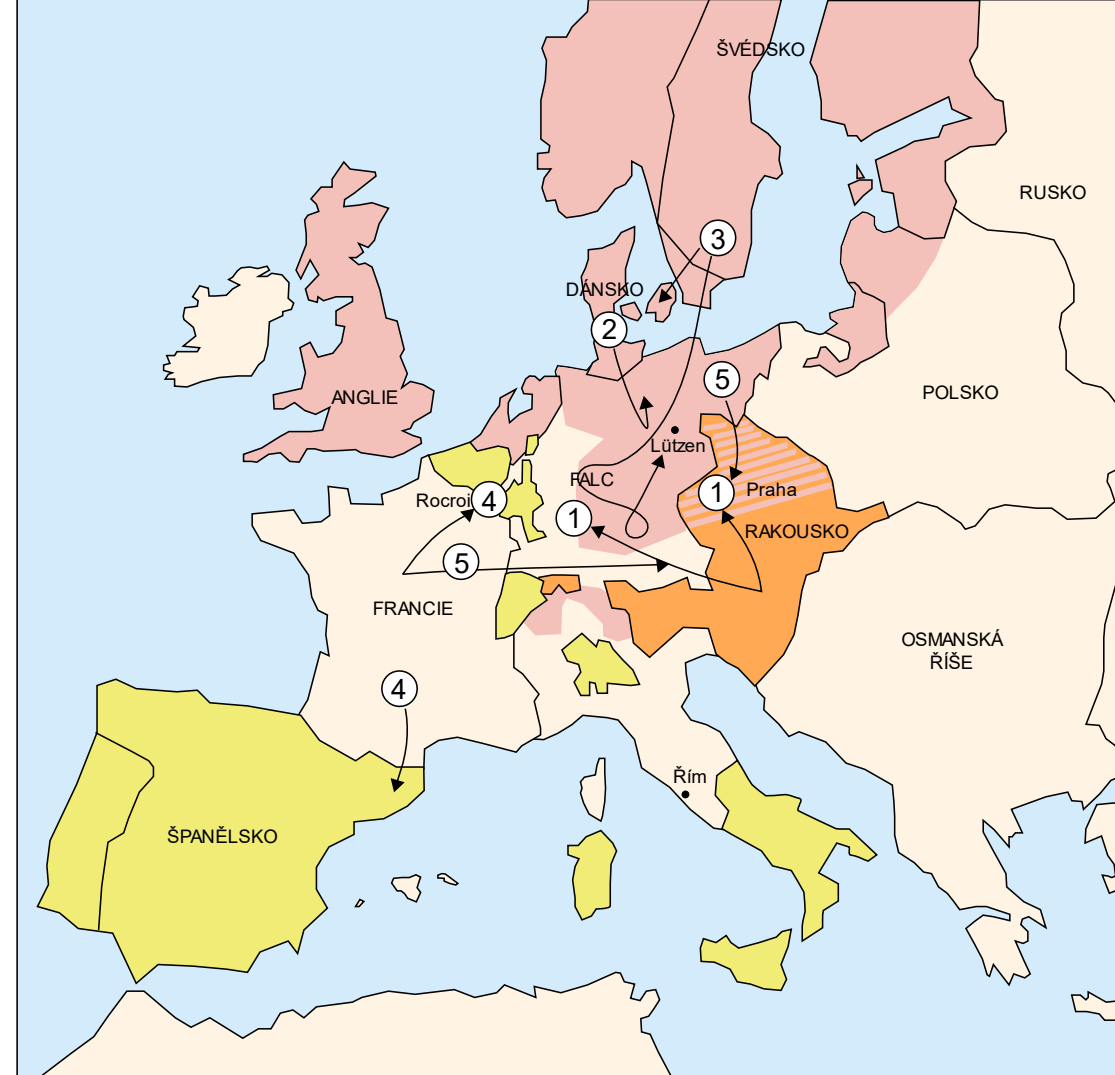 ŠVÉDSKO
RUSKO
3
DÁNSKO
2
5
ANGLIE
POLSKO
Lützen
FALC
Praha
1
Rocroi
4
1
RAKOUSKO
5
FRANCIE
OSMANSKÁ
ŘÍŠE
4
Řím
ŠPANĚLSKO